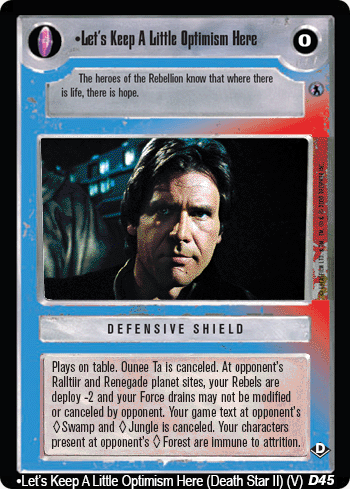 •Let's Keep A Little Optimism Here
0
The heroes of the Rebellion know that where there
is life, there is hope.
DEFENSIVE SHIELD
Plays on table. Ounee Ta is canceled. At opponent's
Ralltiir and Renegade planet sites, your Rebels are
deploy -2 and your Force drains may not be modified
or canceled by opponent. Your game text at opponent's
◊Swamp and ◊Jungle is canceled. Your characters
present at opponent's ◊Forest are immune to attrition.
D
•Let's Keep A Little Optimism Here (Death Star II) (V) D45